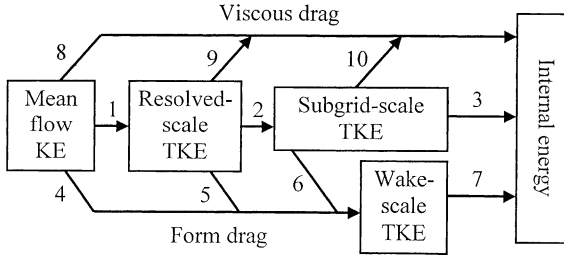 Viscous drag
8
9
10
Mean
flow
KE
1
Resolved-
scale
TKE
2
Subgrid-scale
TKE
3
Internal energy
4
5
6
Wake-
scale
TKE
7
Form drag